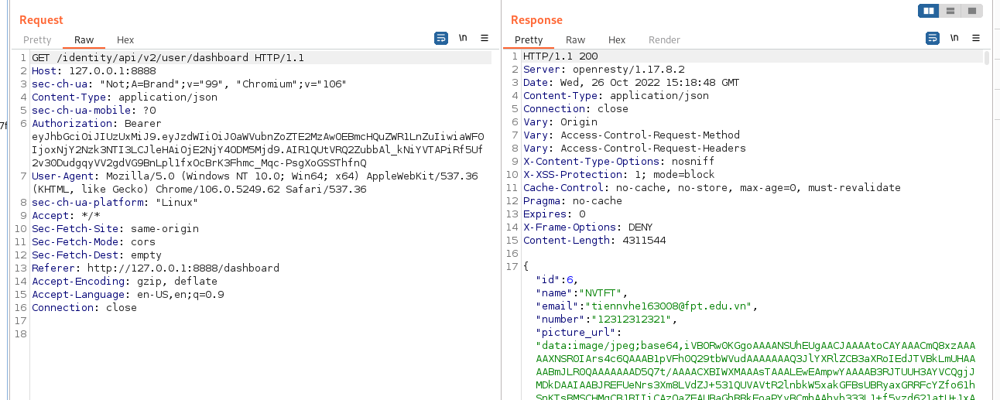 Request
Pretty Raw Hex
\n
1 GET /identity/api/v2/user/dashboard HTTP/1.1
2 Host: 127.0.0.1:8888
3 sec-ch-ua: "Not;A=Brand";v="99", "Chromium";v="106"
4 Content-Type: application/json
5 sec-ch-ua-mobile: ?0
6 Authorization: Bearer
eyJhbGciOiJIUzUxMiJ9.eyJzdWIiOiJ0aWVubnZoZTE2MzAwOEBmcHQuZWR1LnZuIiwiaWF0
IjoxNjY2Nzk3NTI3LCJleHAiOjE2NjY4ODM5Mjd9.AIR1QUtVRQ2ZubbAl_kNiYVTAPiRf5Uf
2v30DudgqyVV2gdVG9BnLpl1fxOcBrK3Fhmc_Mqc-PsgXoGSSThfnQ
7 User-Agent: Mozilla/5.0 (Windows NT 10.0; Win64; x64) AppleWebKit/537.36
(KHTML, like Gecko) Chrome/106.0.5249.62 Safari/537.36
8 sec-ch-ua-platform: "Linux"
9 Accept: */*
10 Sec-Fetch-Site: same-origin
11 Sec-Fetch-Mode: cors
12 Sec-Fetch-Dest: empty
13 Referer: http://127.0.0.1:8888/dashboard
14 Accept-Encoding: gzip, deflate
15 Accept-Language: en-US,en;q=0.9
16 Connection: close
17
18
Response
Pretty Raw Hex Render
\n
1 HTTP/1.1 200
2 Server: openresty/1.17.8.2
3 Date: Wed, 26 Oct 2022 15:18:48 GMT
4 Content-Type: application/json
5 Connection: close
6 Vary: Origin
7 Vary: Access-Control-Request-Method
8 Vary: Access-Control-Request-Headers
9 X-Content-Type-Options: nosniff
10 X-XSS-Protection: 1; mode=block
11 Cache-Control: no-cache, no-store, max-age=0, must-revalidate
12 Pragma: no-cache
13 Expires: 0
14 X-Frame-Options: DENY
15 Content-Length: 4311544
16
17 {
"id":6,
"name":"NVTFT",
"email":"tiennvhe163008@fpt.edu.vn",
"number":"12312312321",
"picture_url":
"data:image/jpeg;base64,iVBORw0KGgoAAAANSUhEUgAACJAAAAtoCAYAAACmQ8xzAAA
AAXNSR0IArs4c6QAAAB1pVFh0Q29tbWVudAAAAAAAQ3JlYXRlZCB3aXRoIEdJTVBkLmUHAA
AABmJLR0QAAAAAAAD5Q7t/AAAACXBIWXMAAAsTAAALEwEAmpwYAAAAB3RJTUUH3AYVCQgjJ
MDkDAAIAABJREFUeNrs3Xm8LVdZJ+531QUVAVtR2lnbkW5xakGFBsUBRyaxGRRFcYZfo61h